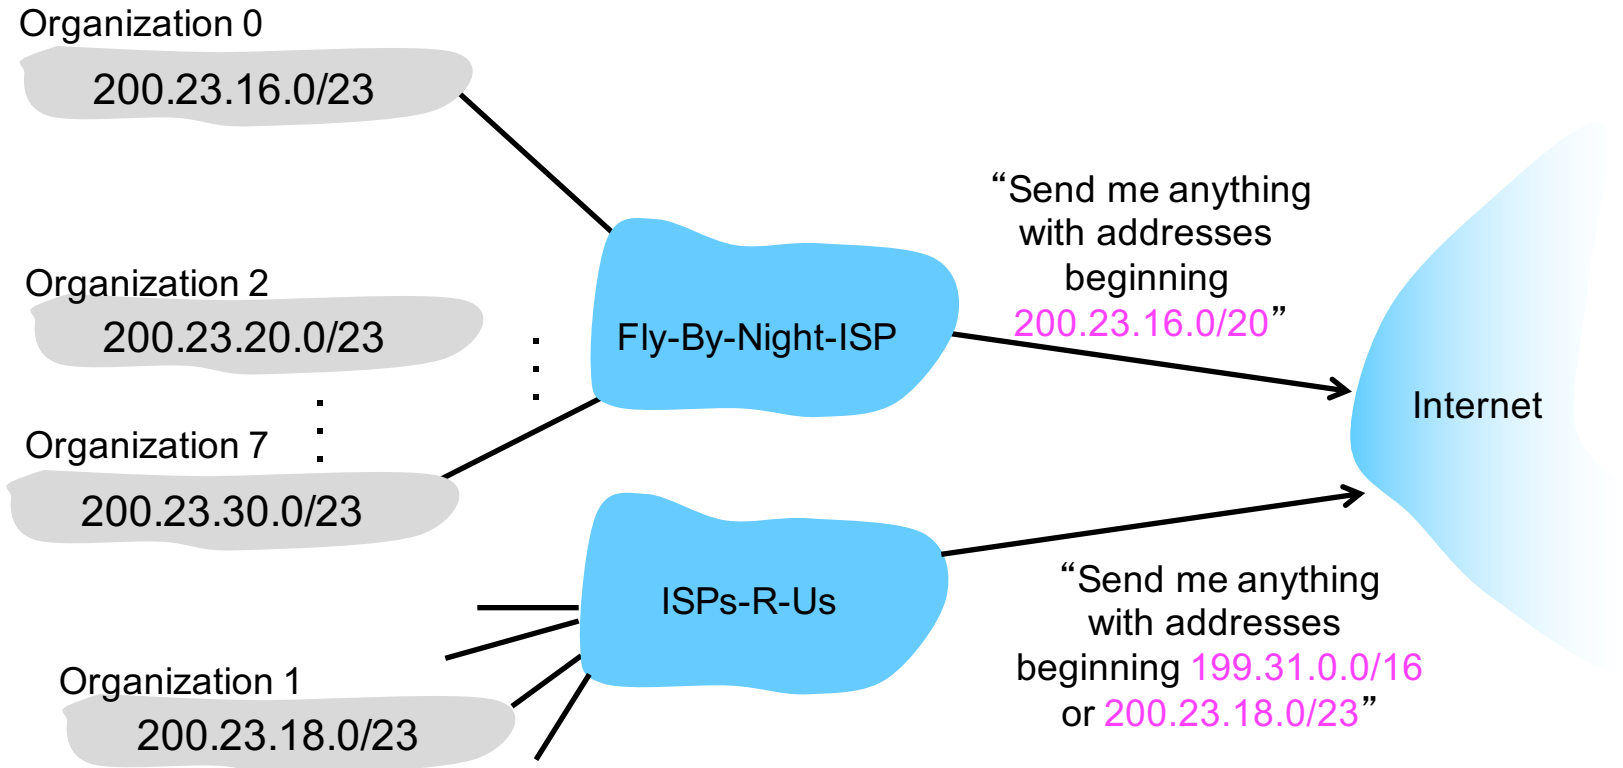 Organization 0
200.23.16.0/23
Organization 2
200.23.20.0/23
Organization 7
200.23.30.0/23
Fly-By-Night-ISP
“Send me anything
with addresses
beginning
200.23.16.0/20”
Internet
ISPs-R-Us
“Send me anything
with addresses
beginning 199.31.0.0/16
or 200.23.18.0/23”
Organization 1
200.23.18.0/23